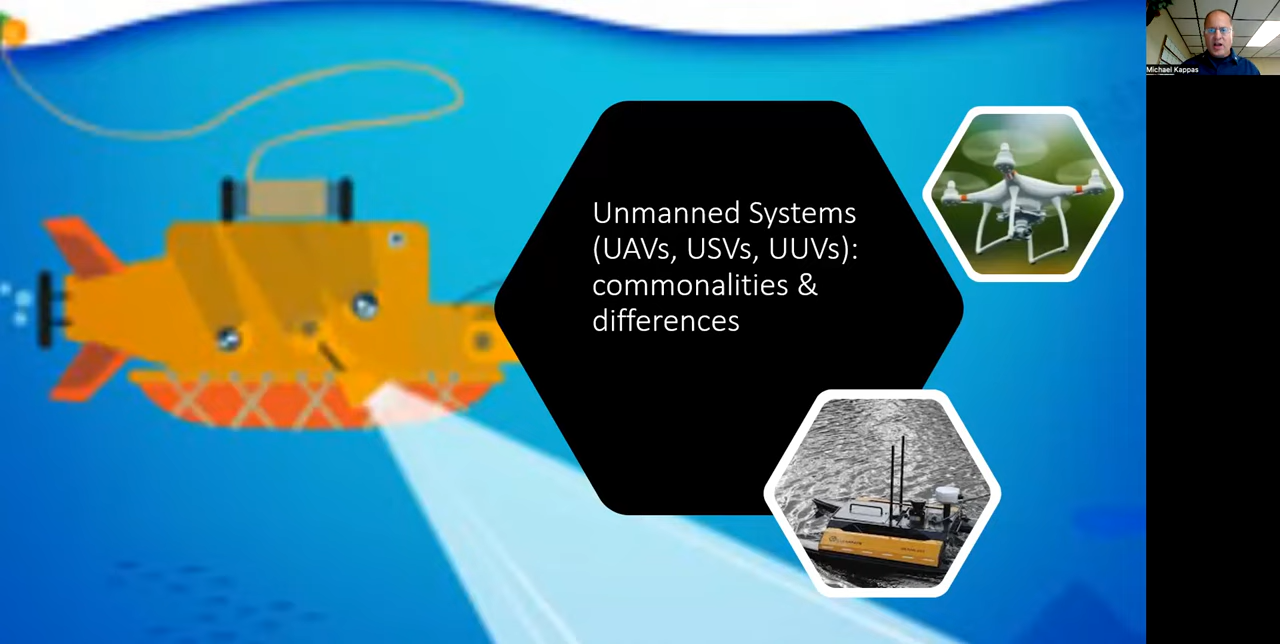 Unmanned Systems
(UAVs, USVs, UUVs):
commonalities &
differences
Michael Kappas